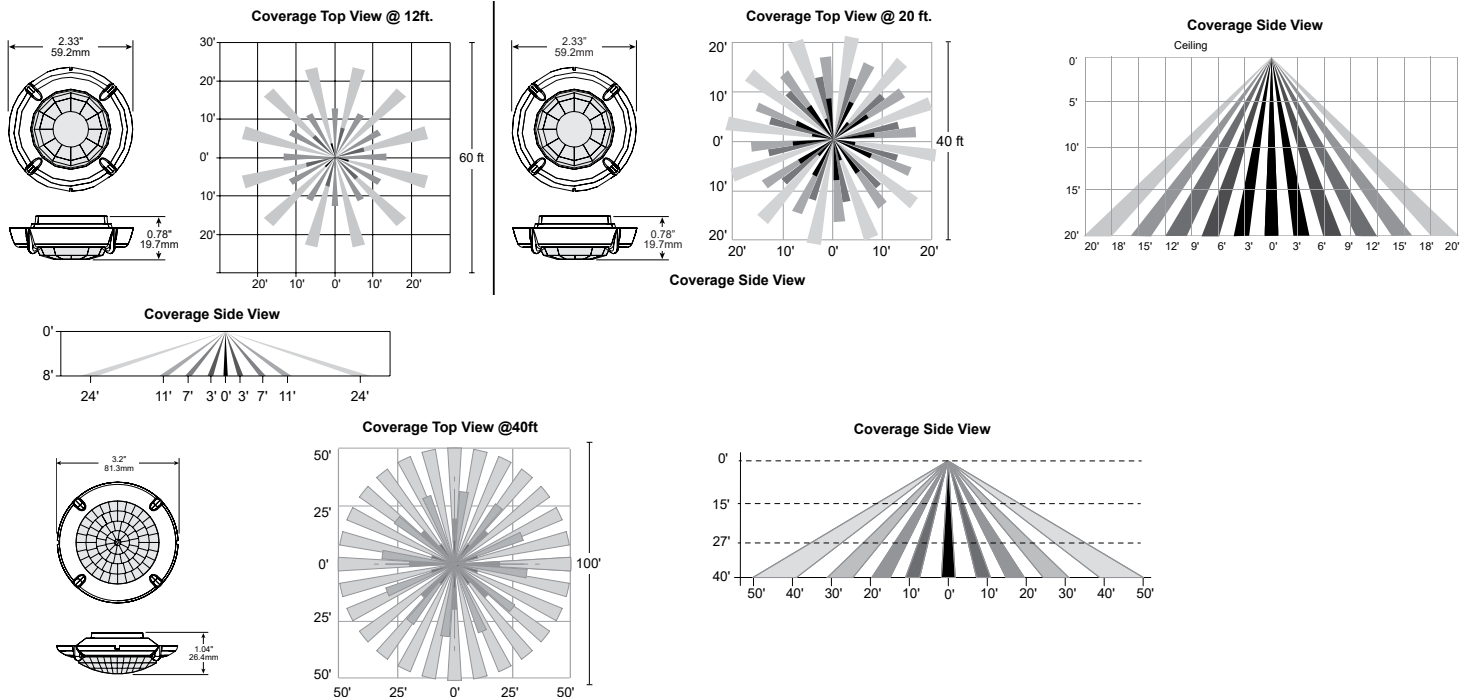 Coverage Top View @ 12ft.
2.33"
59.2mm
0.78"
19.7mm
30'
20'
10'
0'
10'
20'
20' 10' 0' 10' 20'
60 ft
Coverage Top View @ 20 ft.
2.33"
59.2mm
0.78"
19.7mm
20'
10'
0'
10'
20'
20' 10' 0' 10' 20'
40 ft
Coverage Side View
Coverage Side View
Ceiling
0'
5'
10'
15'
20'
20' 18' 15' 12' 9' 6' 3' 0' 3' 6' 9' 12' 15' 18' 20'
Coverage Side View
0'
8'
24' 11' 7' 3' 0' 3' 7' 11' 24'
3.2"
81.3mm
1.04"
26.4mm
Coverage Top View @40ft
50'
25'
0'
25'
50'
50' 25' 0' 25' 50'
100'
Coverage Side View
0'
15'
27'
40'
50' 40' 30' 20' 10' 0' 10' 20' 30' 40' 50'